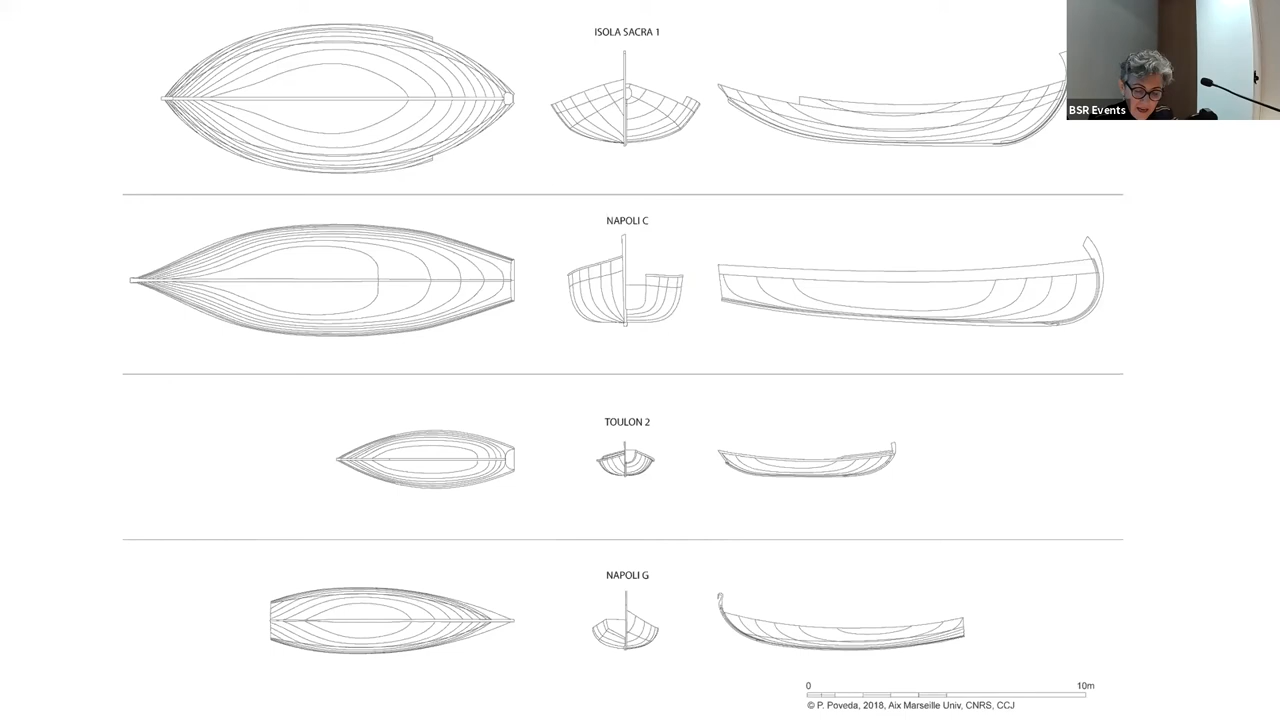 ISOLA SACRA 1
BSR Events
NAPOLI C
TOULON 2
NAPOLI G
0 10m
© P. Poveda, 2018, Aix Marseille Univ, CNRS, CCJ